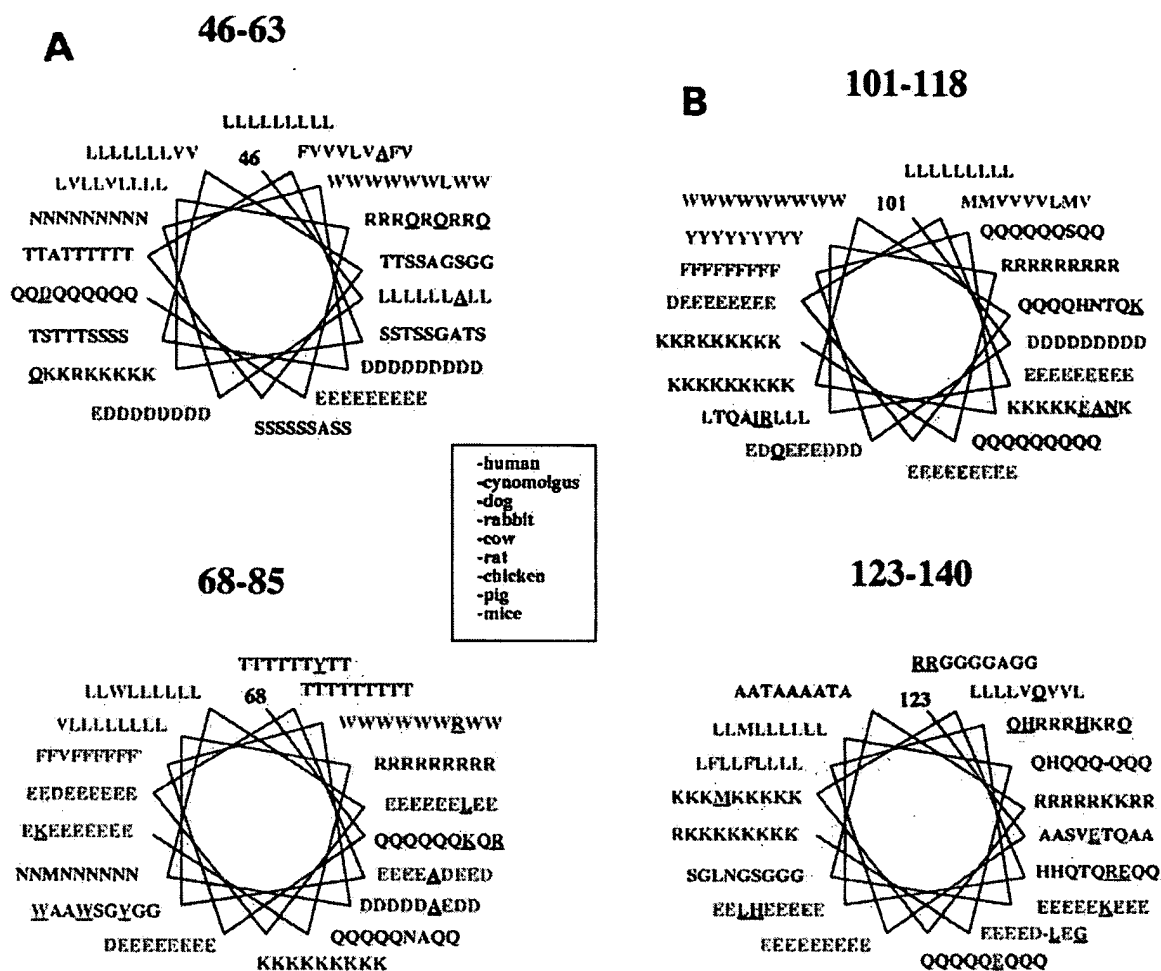 A
46-63
LLLLLLLLL
LLLLLLLVV
46
FVVVLVAFV
LVLLVLLLL
WWWWWWLWW
NNNNNNNNN
RRRQRQRRQ
TTATTTTTT
TTSSAGSGG
QQDQQQQQQ
LLLLLLALL
TSTTTSSSS
SSTSSGATS
QKKRKKKKK
DDDDDDDDD
EDDDDDDDD
EEEEEEEEE
SSSSSSASS
B
101-118
LLLLLLLLL
WWWWWWWWW
101
MMVVVVLMV
YYYYYYYYY
QQQQQQSQQ
FFFFFFFFF
RRRRRRRRR
DEEEEEEEE
QQQQHNTQK
KKRKKKKKK
DDDDDDDDD
KKKKKKKKK
EEEEEEEEE
LTQAIRLLL
KKKKKEANK
EDQEEEDDD
QQQQQQQQQ
EEEEEEEEE
-human
-cynomolgus
-dog
-rabbit
-cow
-rat
-chicken
-pig
-mice
68-85
TTTTTTYTT
LLWLLLLLL
68
TTTTTTTTT
VLLLLLLLL
WWWWWWRWW
FFVFFFFFF
RRRRRRRRR
EEDEEEEEE
EEEEEELEE
EKEEEEEEE
QQQQQQKQR
NNMNNNNNN
EEEEADEED
WAAWSGYGG
DDDDDAEDD
DEEEEEEEE
QQQQQNAQQ
KKKKKKKKK
123-140
RRGGGGAGG
AATAAAATA
123
LLLLVQVVL
LLMLLLLLL
QHRRRHKRQ
LFLLFLLLL
QHQQQ-QQQ
KKKMKKKKK
RRRRRKKRR
RKKKKKKKK
AASVETQAA
SGLNGSGGG
HHQTQREQQ
EELHEEEEE
EEEEEKEEE
EEEEEEEEE
EEEED-LEG
QQQQQEQQQ